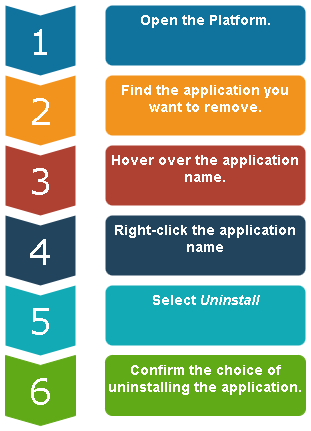 1
Open the Platform.
2
Find the application you
want to remove.
3
Hover over the application
name.
4
Right-click the application
name
5
Select Uninstall
6
Confirm the choice of
uninstalling the application.